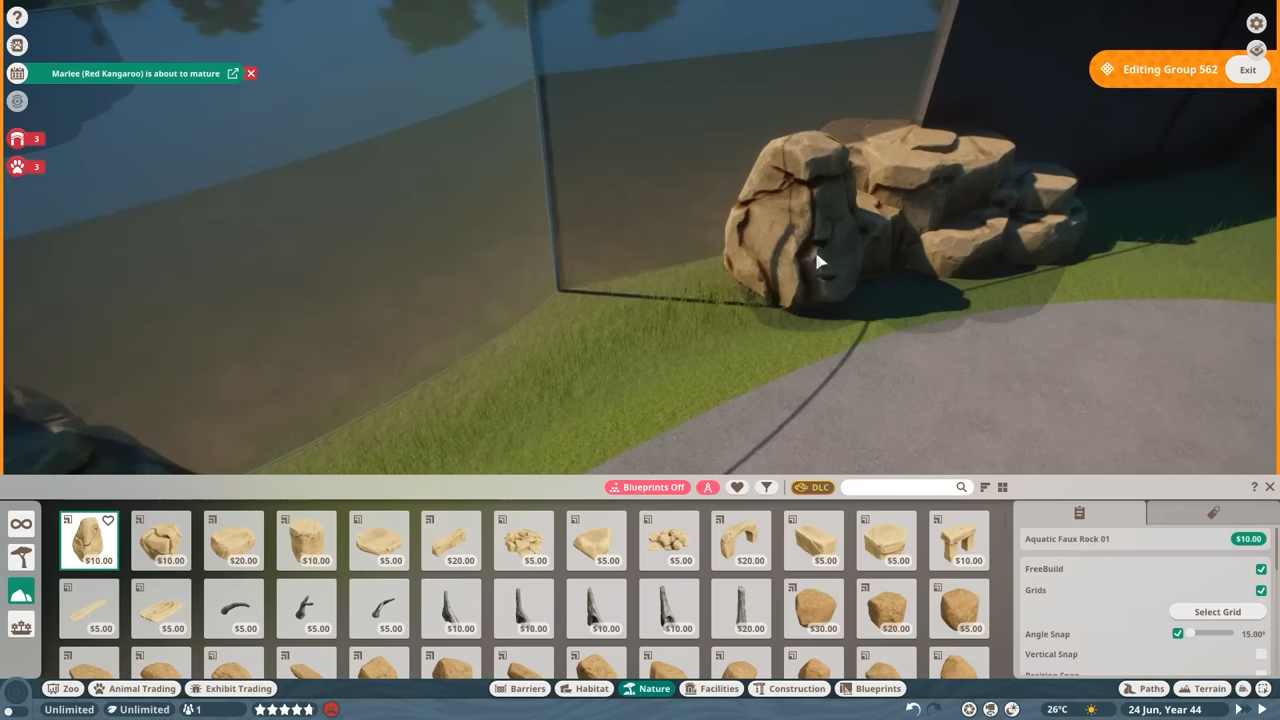 ?
Marlee (Red Kangaroo) is about to mature
Editing Group 562
Exit
3
3
Blueprints Off
DLC
?
$10.00
$10.00
$20.00
$10.00
$5.00
$20.00
$5.00
$5.00
$5.00
$20.00
$5.00
$5.00
$10.00
Aquatic Faux Rock 01
$10.00
FreeBuild
Grids
Select Grid
$5.00
$5.00
$5.00
$5.00
$5.00
$10.00
$10.00
$10.00
$10.00
$20.00
$30.00
$20.00
$5.00
Angle Snap
15.00°
Vertical Snap
Zoo
Animal Trading
Exhibit Trading
Barriers
Habitat
Nature
Facilities
Construction
Blueprints
Paths
Terrain
Unlimited
Unlimited
1
26°C
24 Jun, Year 44